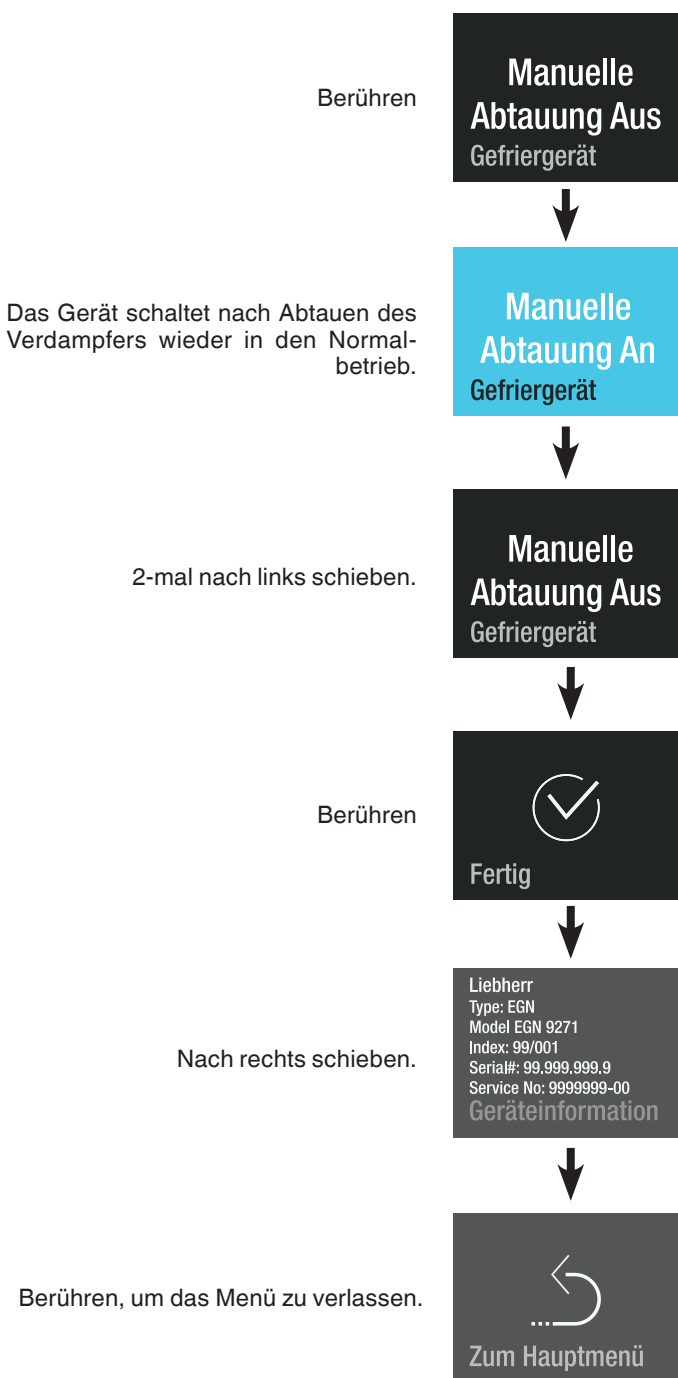 Berühren
Manuelle
Abtauung Aus
Gefriergerät
Das Gerät schaltet nach Abtauen des
Verdampfers wieder in den Normal-
betrieb.
Manuelle
Abtauung An
Gefriergerät
2-mal nach links schieben.
Manuelle
Abtauung Aus
Gefriergerät
Berühren
Fertig
Nach rechts schieben.
Liebherr
Type: EGN
Model EGN 9271
Index: 99/001
Serial#: 99.999.999.9
Service No: 9999999-00
Geräteinformation
Berühren, um das Menü zu verlassen.
Zum Hauptmenü